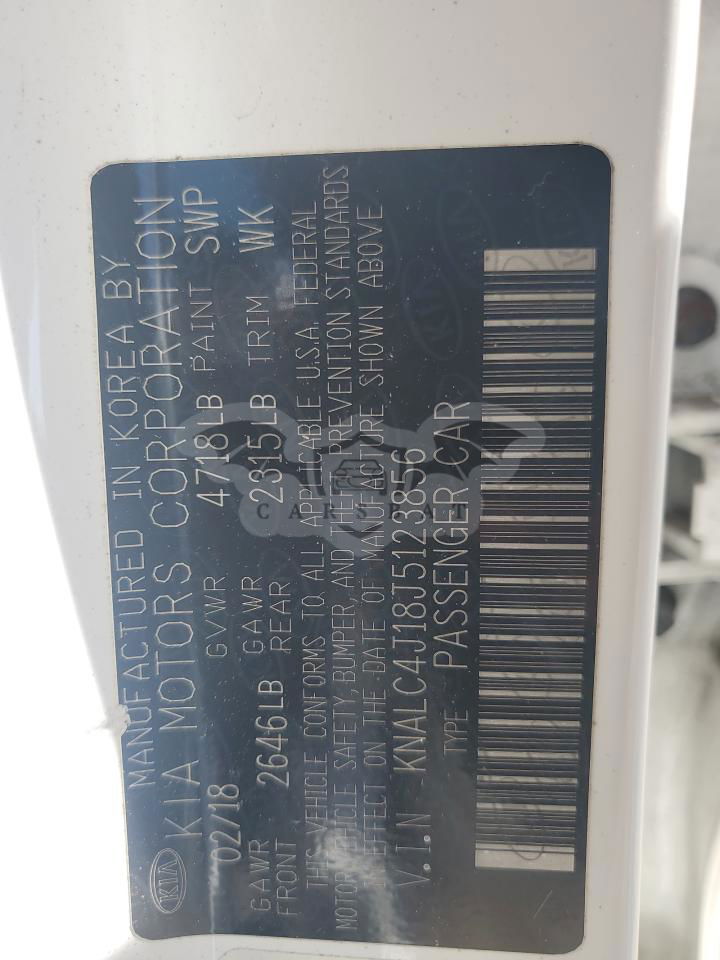 MANUFACTURED IN KOREA BY
KIA MOTORS CORPORATION
02/18 GVWR 4718LB PAINT SWP
GAWR FRONT 2646LB GAWR REAR 2315LB TRIM WK
THIS VEHICLE CONFORMS TO ALL APPLICABLE U.S.A. FEDERAL
MOTOR VEHICLE SAFETY, BUMPER, AND THEFT PREVENTION STANDARDS
IN EFFECT ON THE DATE OF MANUFACTURE SHOWN ABOVE
V.I.N KNALC4J18J5123856
TYPE PASSENGER CAR
KIA
CARSBAT